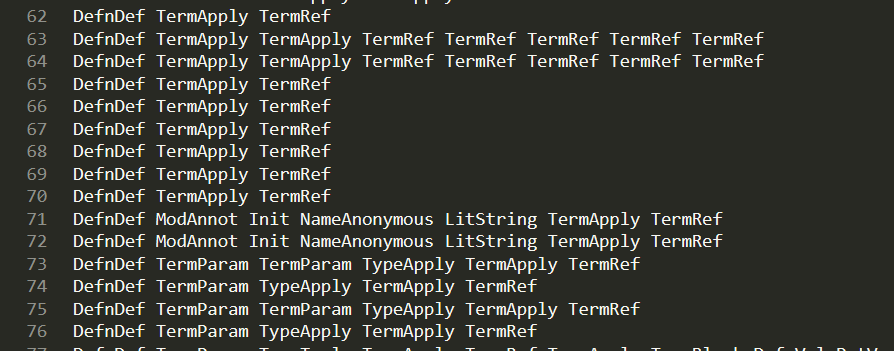 62 DefnDef TermApply TermRef
63 DefnDef TermApply TermApply TermRef TermRef TermRef TermRef TermRef
64 DefnDef TermApply TermApply TermRef TermRef TermRef TermRef TermRef
65 DefnDef TermApply TermRef
66 DefnDef TermApply TermRef
67 DefnDef TermApply TermRef
68 DefnDef TermApply TermRef
69 DefnDef TermApply TermRef
70 DefnDef TermApply TermRef
71 DefnDef ModAnnot Init NameAnonymous LitString TermApply TermRef
72 DefnDef ModAnnot Init NameAnonymous LitString TermApply TermRef
73 DefnDef TermParam TermParam TypeApply TermApply TermRef
74 DefnDef TermParam TypeApply TermApply TermRef
75 DefnDef TermParam TermParam TypeApply TermApply TermRef
76 DefnDef TermParam TypeApply TermApply TermRef